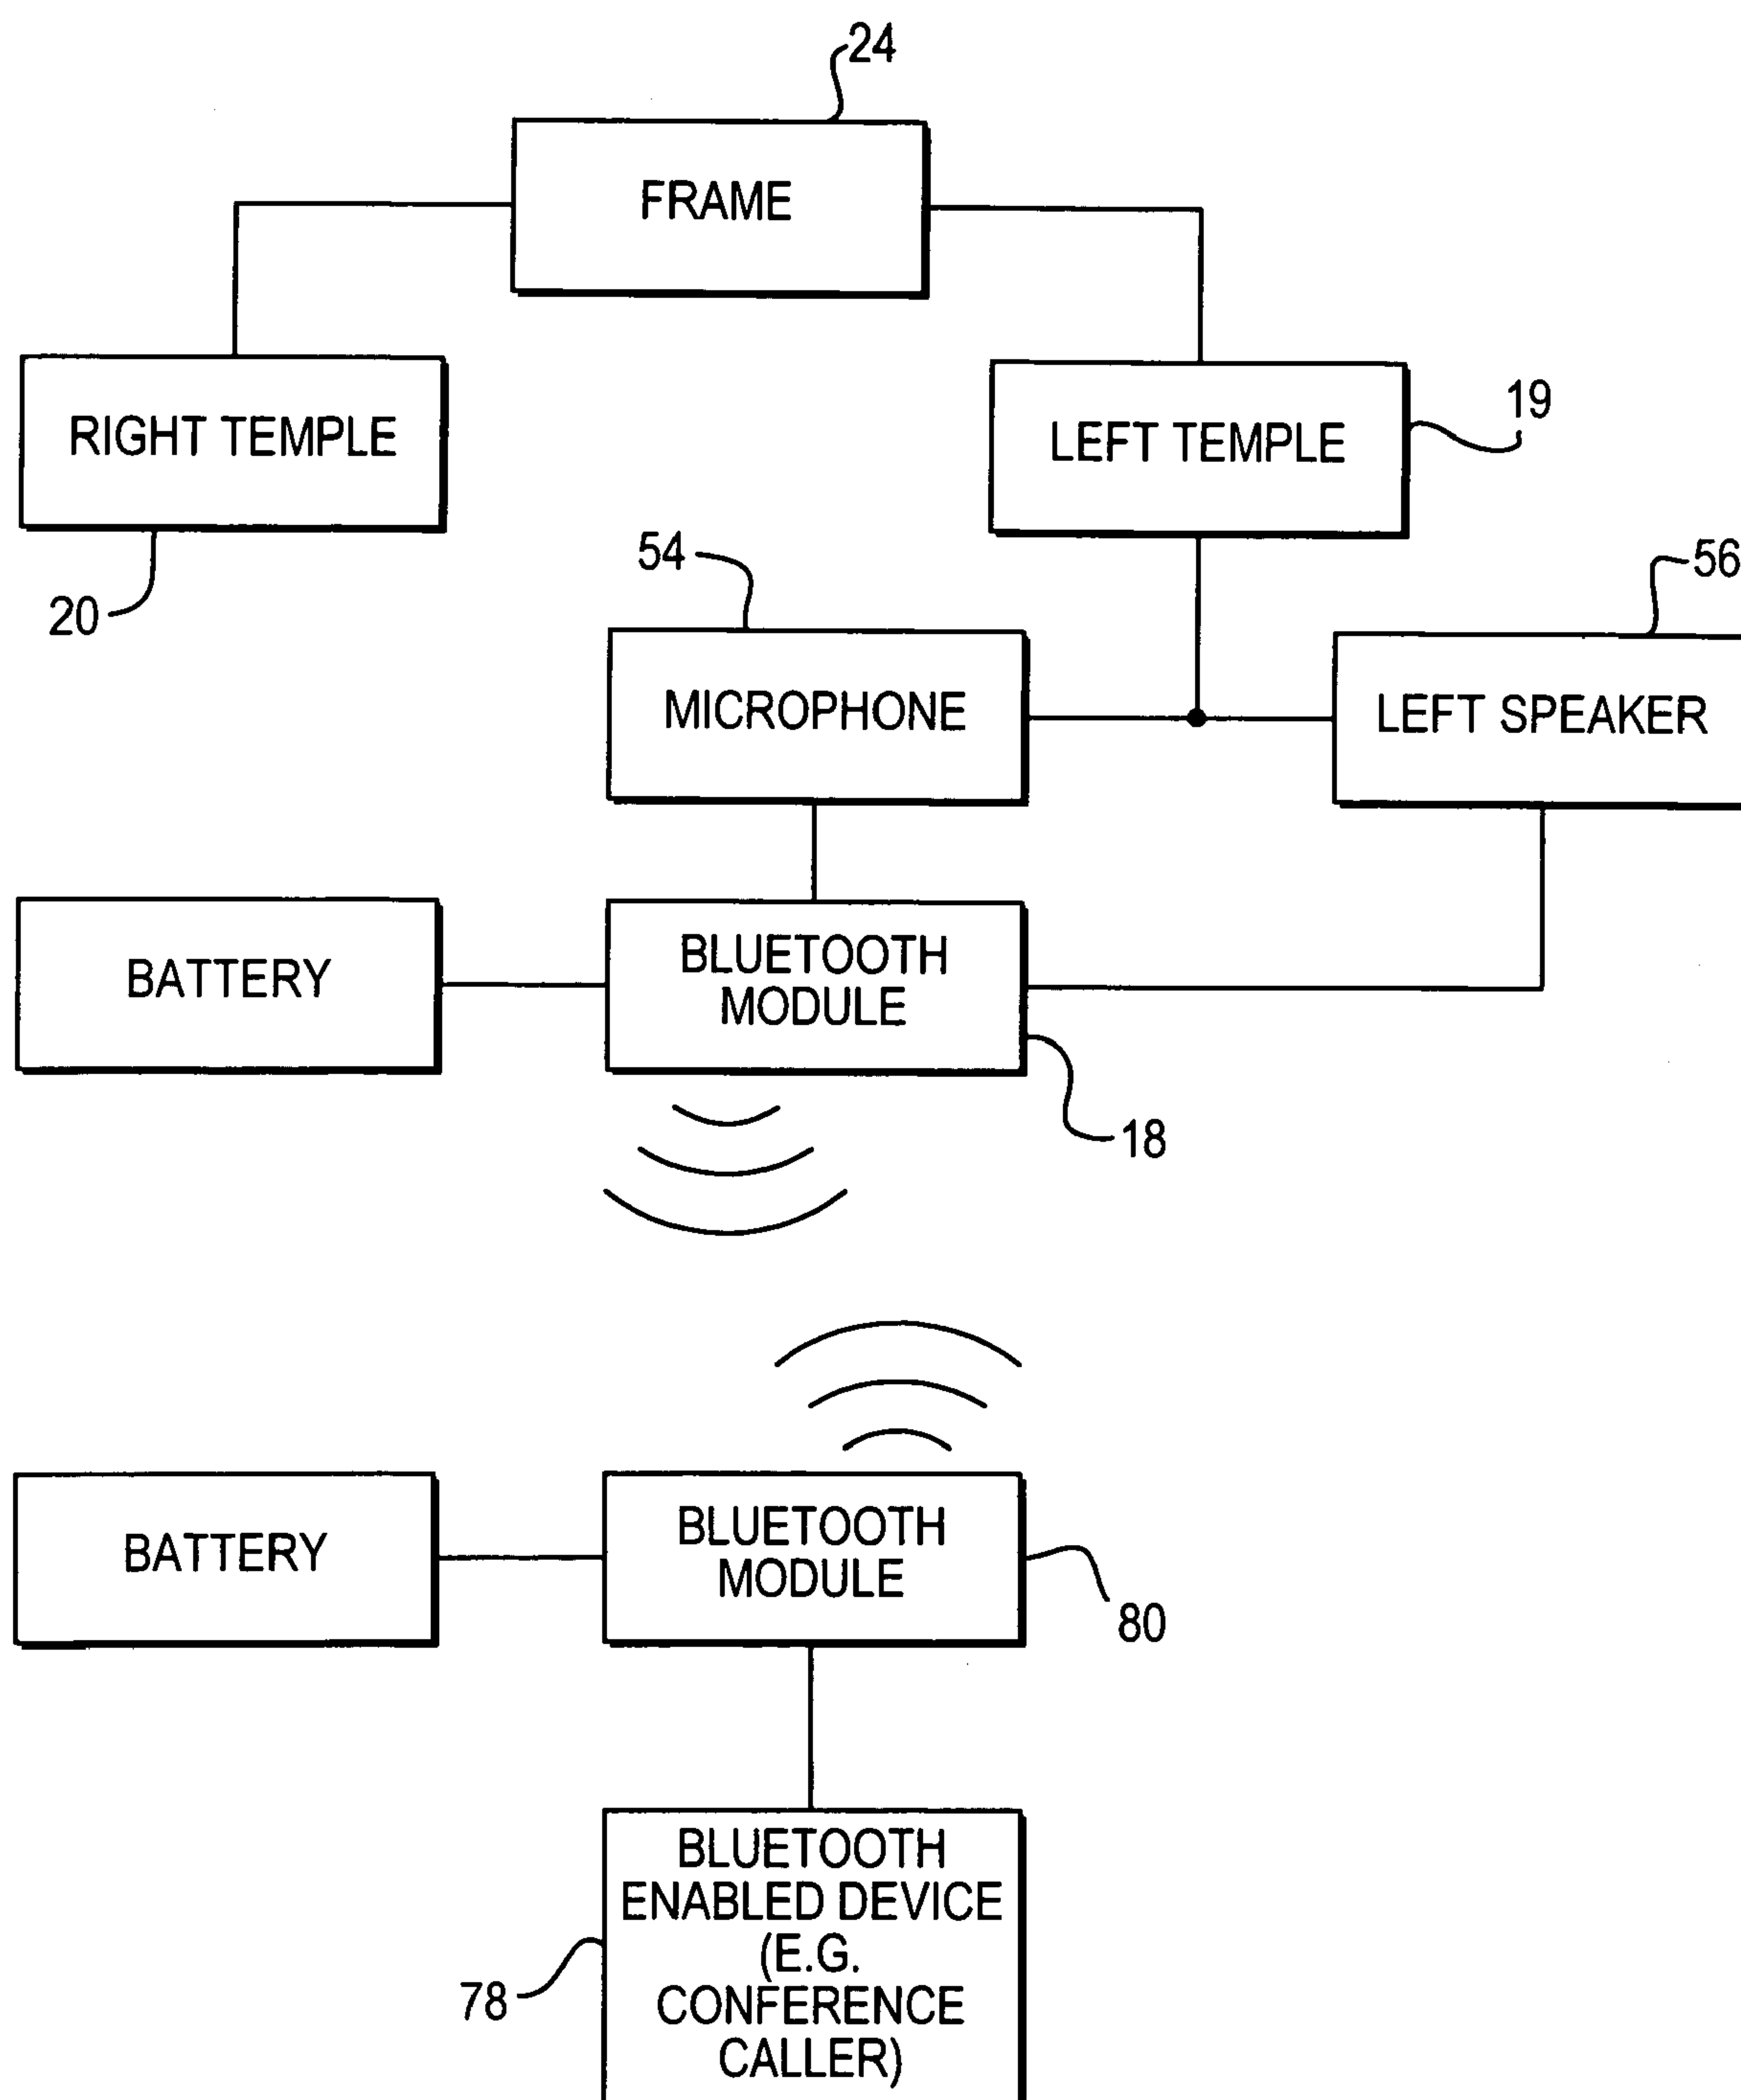 24
FRAME
RIGHT TEMPLE
LEFT TEMPLE
19
20
54
56
MICROPHONE
LEFT SPEAKER
BATTERY
BLUETOOTH
MODULE
18
BATTERY
BLUETOOTH
MODULE
80
BLUETOOTH
ENABLED DEVICE
(E.G.
CONFERENCE
CALLER)
78